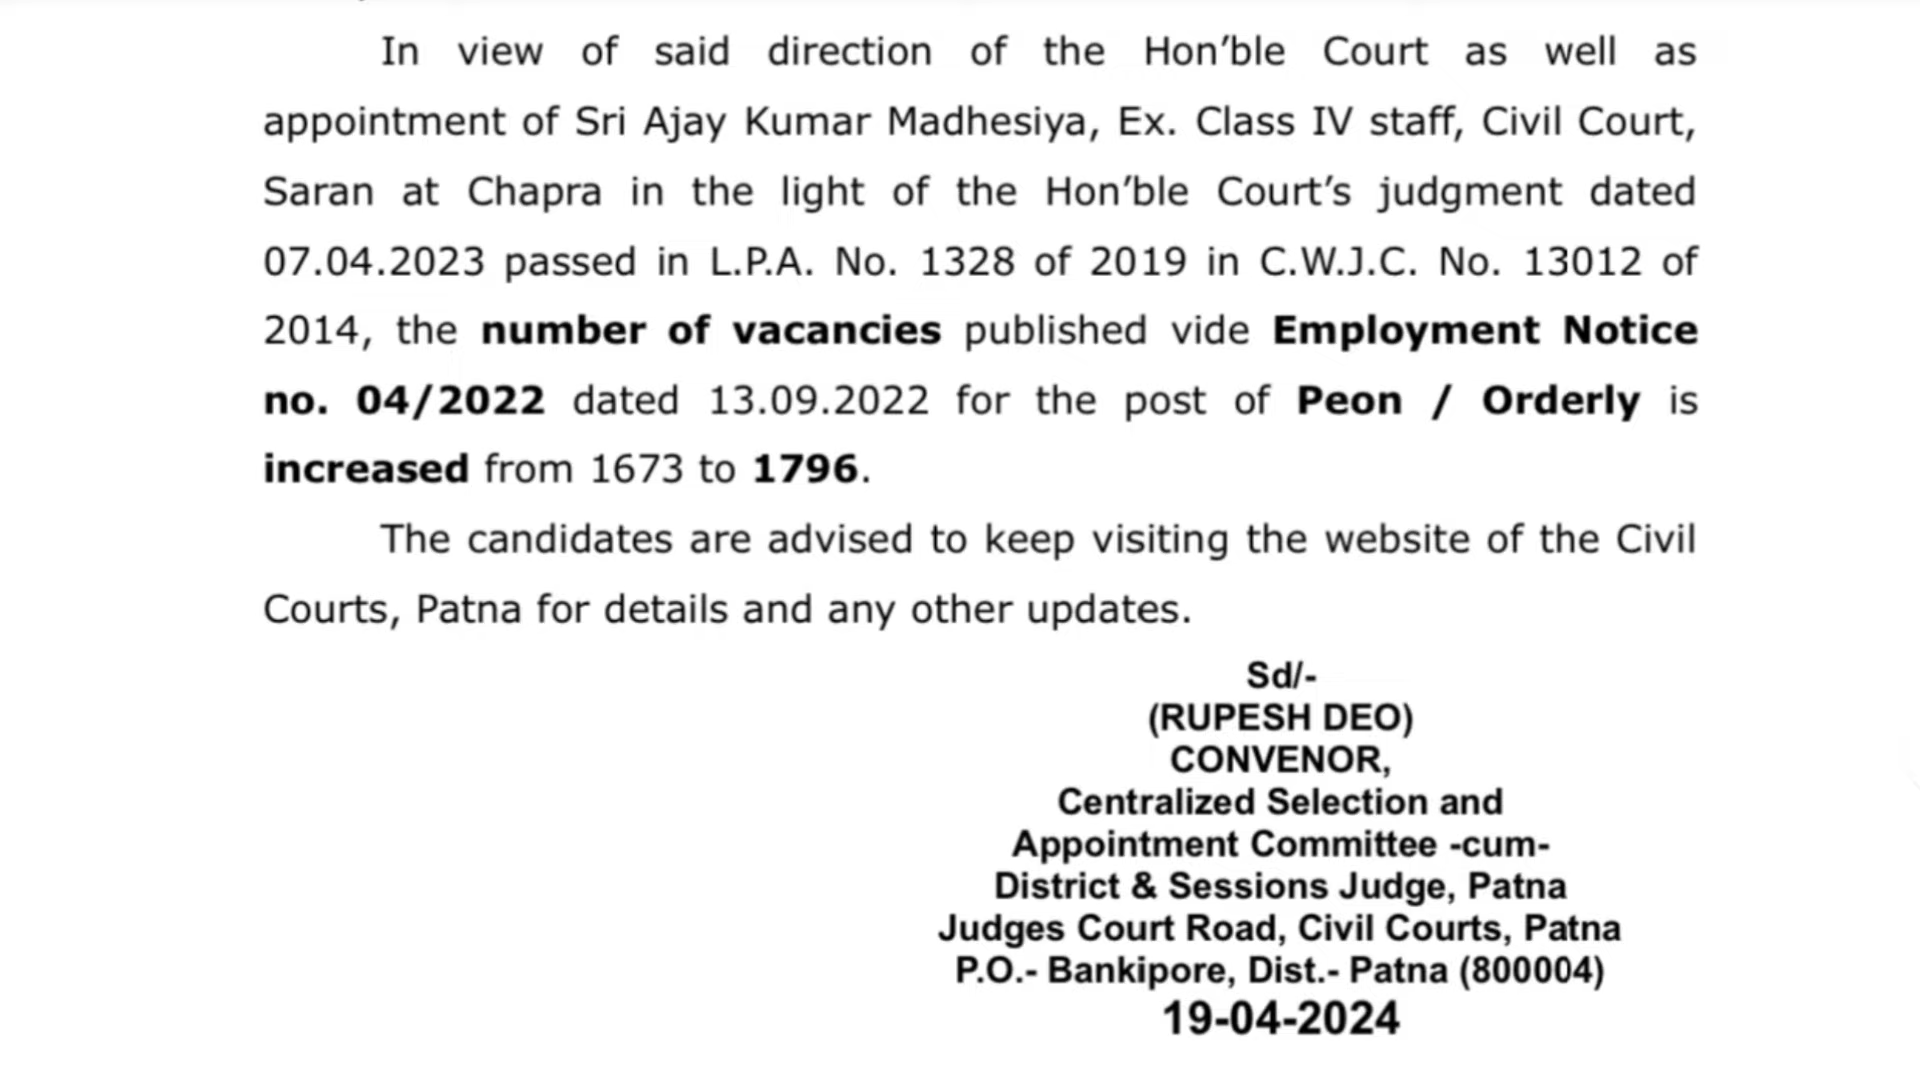 In view of said direction of the Hon’ble Court as well as
appointment of Sri Ajay Kumar Madhesiya, Ex. Class IV staff, Civil Court,
Saran at Chapra in the light of the Hon’ble Court’s judgment dated
07.04.2023 passed in L.P.A. No. 1328 of 2019 in C.W.J.C. No. 13012 of
2014, the number of vacancies published vide Employment Notice
no. 04/2022 dated 13.09.2022 for the post of Peon / Orderly is
increased from 1673 to 1796.
The candidates are advised to keep visiting the website of the Civil
Courts, Patna for details and any other updates.
Sd/-
(RUPESH DEO)
CONVENOR,
Centralized Selection and
Appointment Committee -cum-
District & Sessions Judge, Patna
Judges Court Road, Civil Courts, Patna
P.O.- Bankipore, Dist.- Patna (800004)
19-04-2024